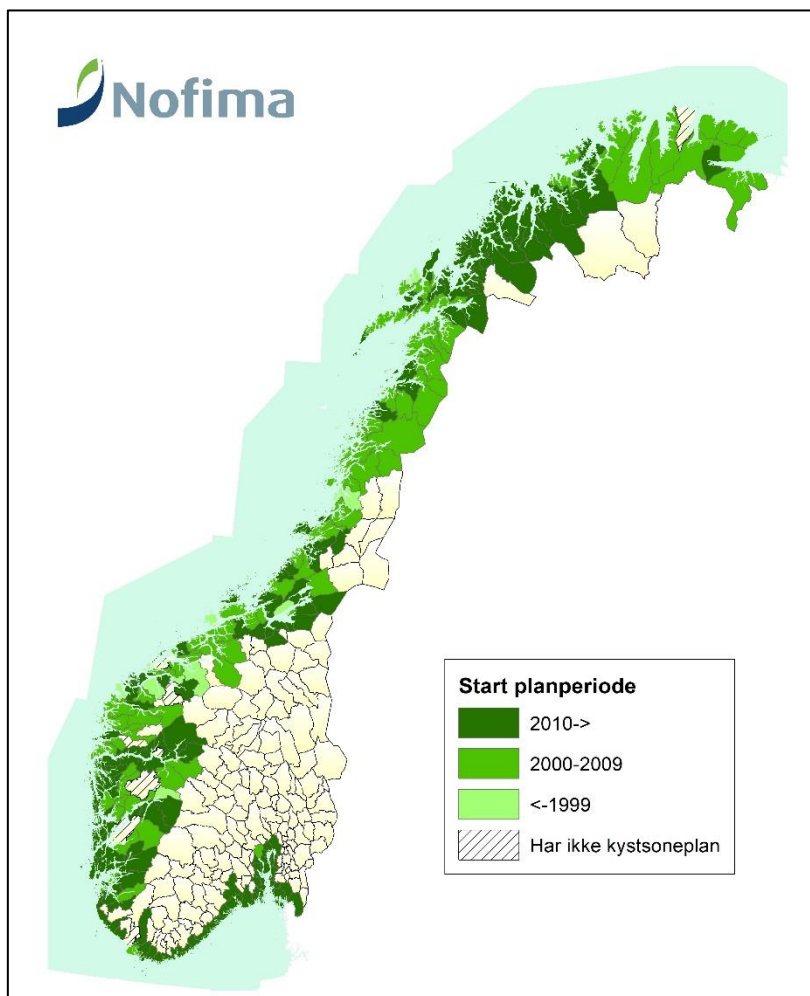 Nofima
Start planperiode
2010->
2000-2009
<-1999
Har ikke kystsoneplan